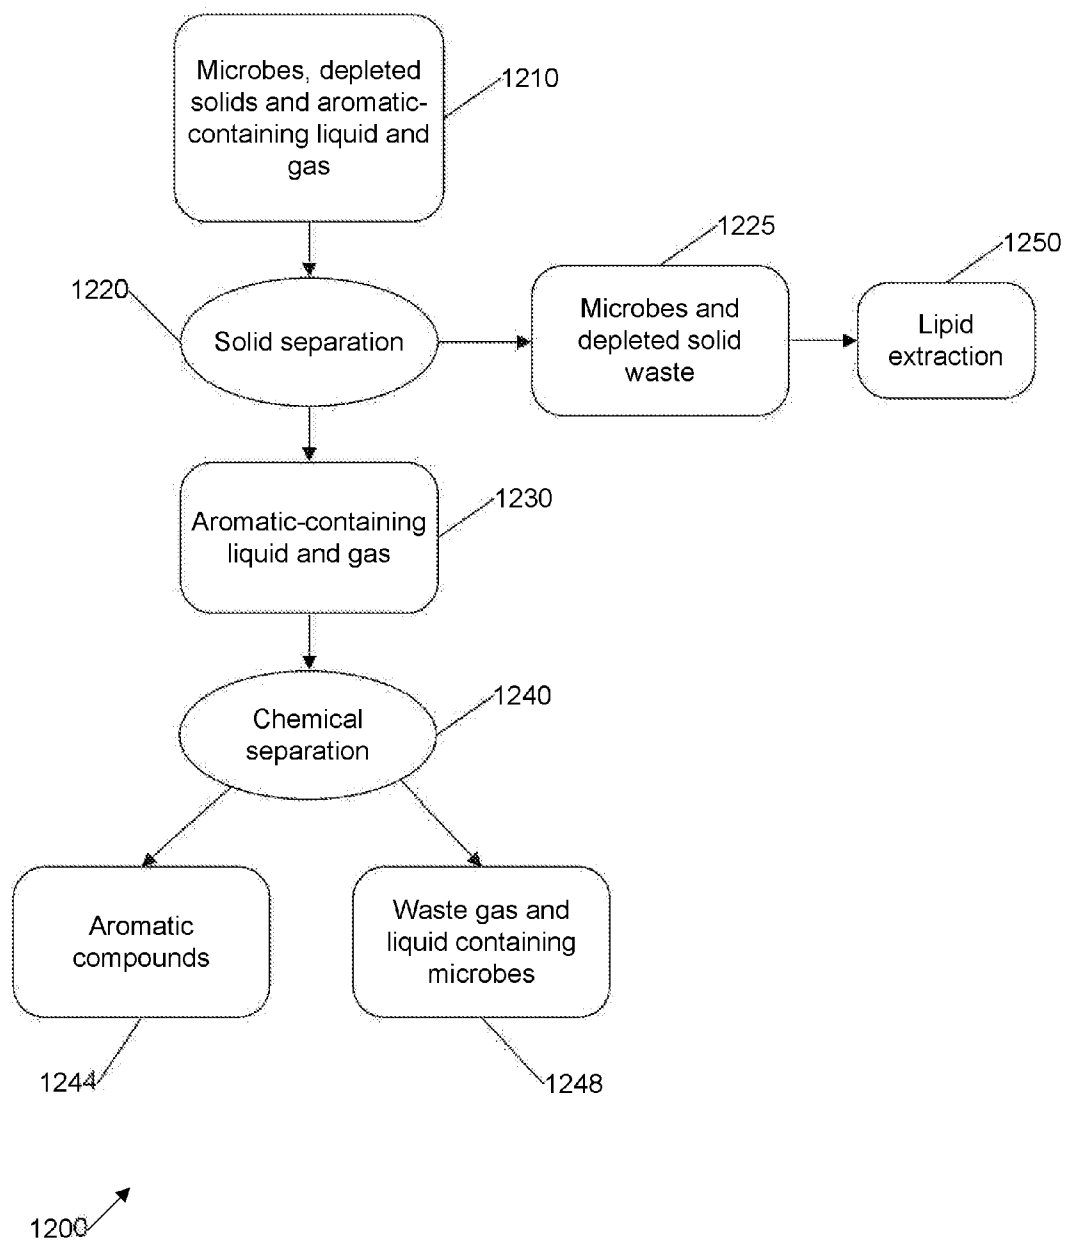 Microbes, depleted
solids and aromatic-
containing liquid and
gas
1210
1220
Solid separation
1225
Microbes and
depleted solid
waste
1250
Lipid
extraction
1230
Aromatic-containing
liquid and gas
1240
Chemical
separation
Aromatic
compounds
Waste gas and
liquid containing
microbes
1244
1248
1200